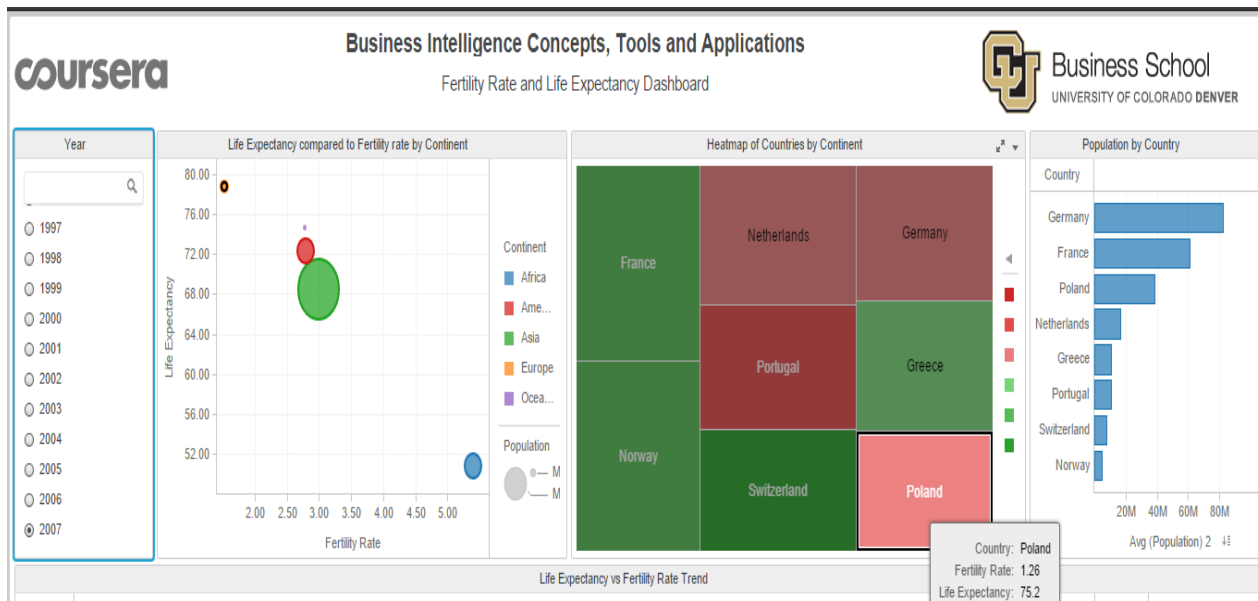 Business Intelligence Concepts, Tools and Applications
coursera
Fertility Rate and Life Expectancy Dashboard
Business School
UNIVERSITY OF COLORADO DENVER
CU
Year
1997
1998
1999
2000
2001
2002
2003
2004
2005
2006
2007
Life Expectancy compared to Fertility rate by Continent
Life Expectancy
80.00
76.00
72.00
68.00
64.00
60.00
56.00
52.00
2.00 2.50 3.00 3.50 4.00 4.50 5.00
Fertility Rate
Continent
Africa
Ame...
Asia
Europe
Ocea...
Population
M
M
Heatmap of Countries by Continent
France
Norway
Netherlands
Portugal
Switzerland
Germany
Greece
Poland
Country: Poland
Fertility Rate: 1.26
Life Expectancy: 75.2
Population by Country
Country
Germany
France
Poland
Netherlands
Greece
Portugal
Switzerland
Norway
20M 40M 60M 80M
Avg (Population) 2
Life Expectancy vs Fertility Rate Trend